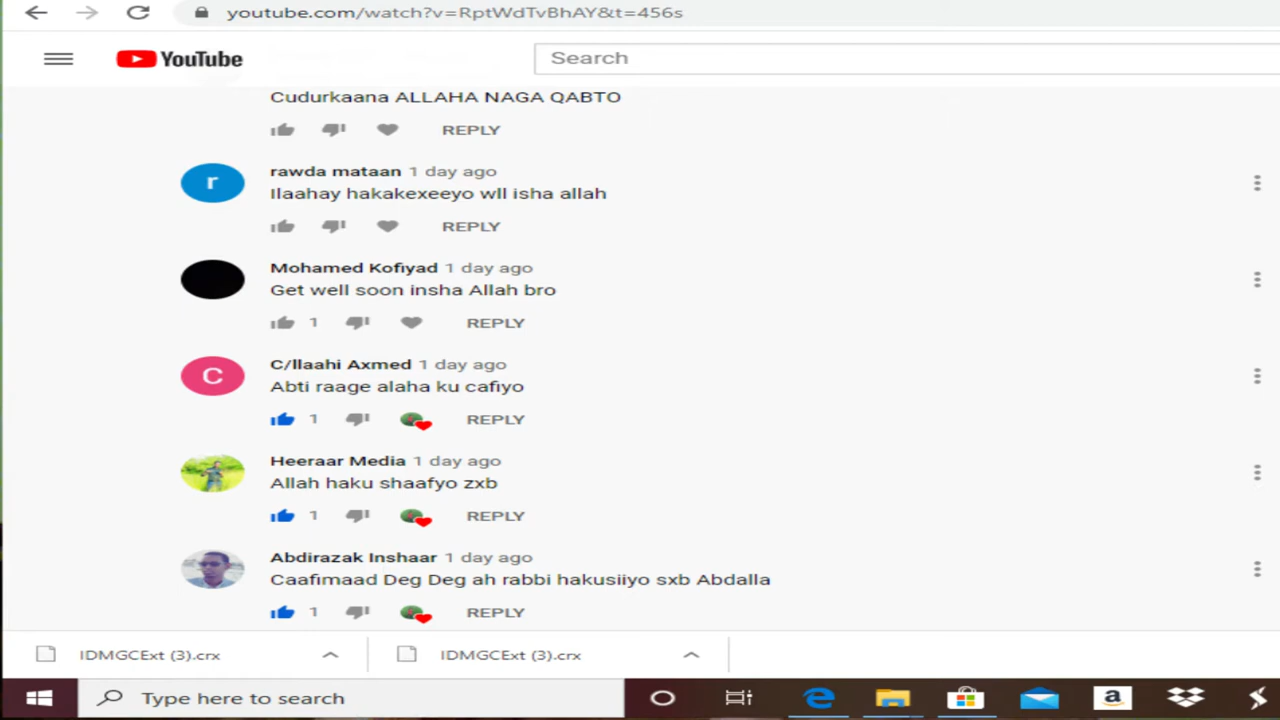 youtube.com/watch?v=RptWdTvBhAY&t=456s
YouTube
Search
Cudurkaana ALLAHA NAGA QABTO
REPLY
r
rawda mataan 1 day ago
Ilaahay hakakexeeyo wll isha allah
REPLY
Mohamed Kofiyad 1 day ago
Get well soon insha Allah bro
1 REPLY
C
C/llaahi Axmed 1 day ago
Abti raage alaha ku cafiyo
1 REPLY
Heeraar Media 1 day ago
Allah haku shaafyo zxb
1 REPLY
Abdirazak Inshaar 1 day ago
Caafimaad Deg Deg ah rabbi hakusiiyo sxb Abdalla
1 REPLY
IDMGCExt (3).crx IDMGCExt (3).crx
Type here to search